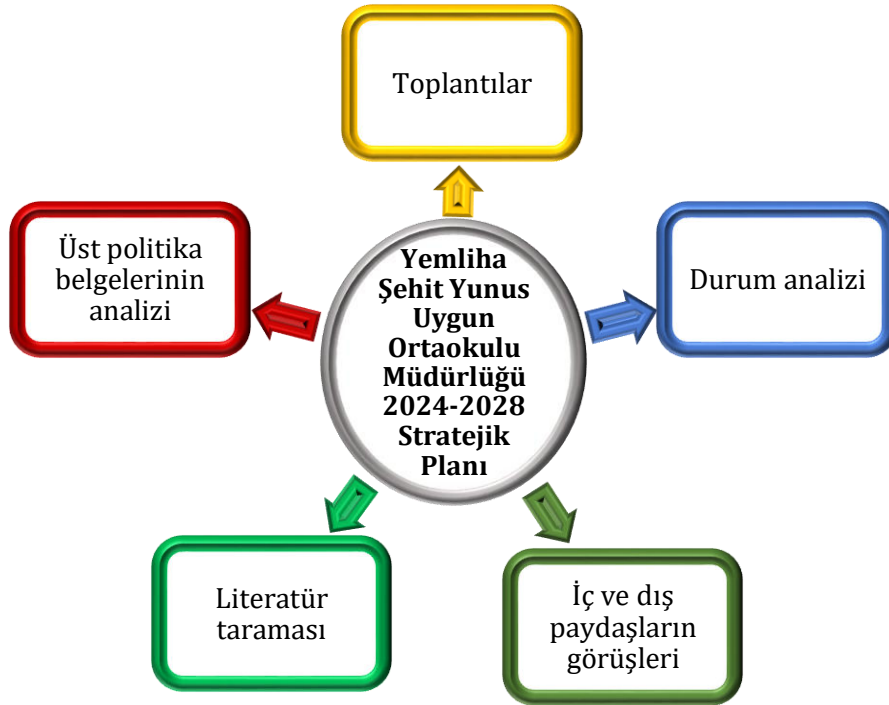 Toplantılar
Üst politika
belgelerinin
analizi
Yemliha
Şehit Yunus
Uygun
Ortaokulu
Müdürlüğü
2024-2028
Stratejik
Planı
Durum analizi
Literatür
taraması
İç ve dış
paydaşların
görüşleri